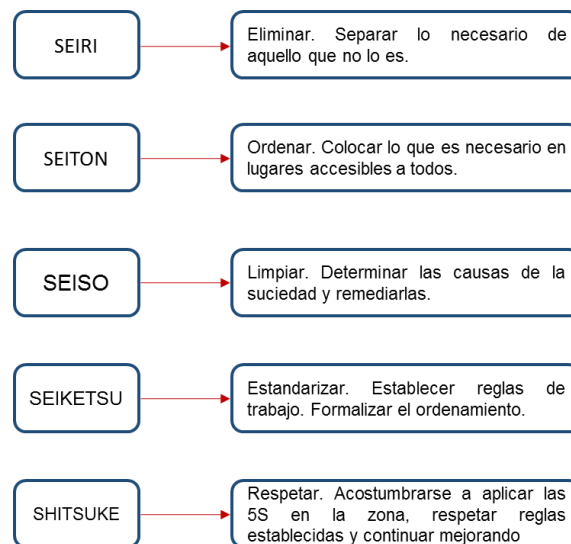 SEIRI
Eliminar. Separar lo necesario de
aquello que no lo es.
SEITON
Ordenar. Colocar lo que es necesario en
lugares accesibles a todos.
SEISO
Limpiar. Determinar las causas de la
suciedad y remediarlas.
SEIKETSU
Estandarizar. Establecer reglas de
trabajo. Formalizar el ordenamiento.
SHITSUKE
Respetar. Acostumbrarse a aplicar las
5S en la zona, respetar reglas
establecidas y continuar mejorando